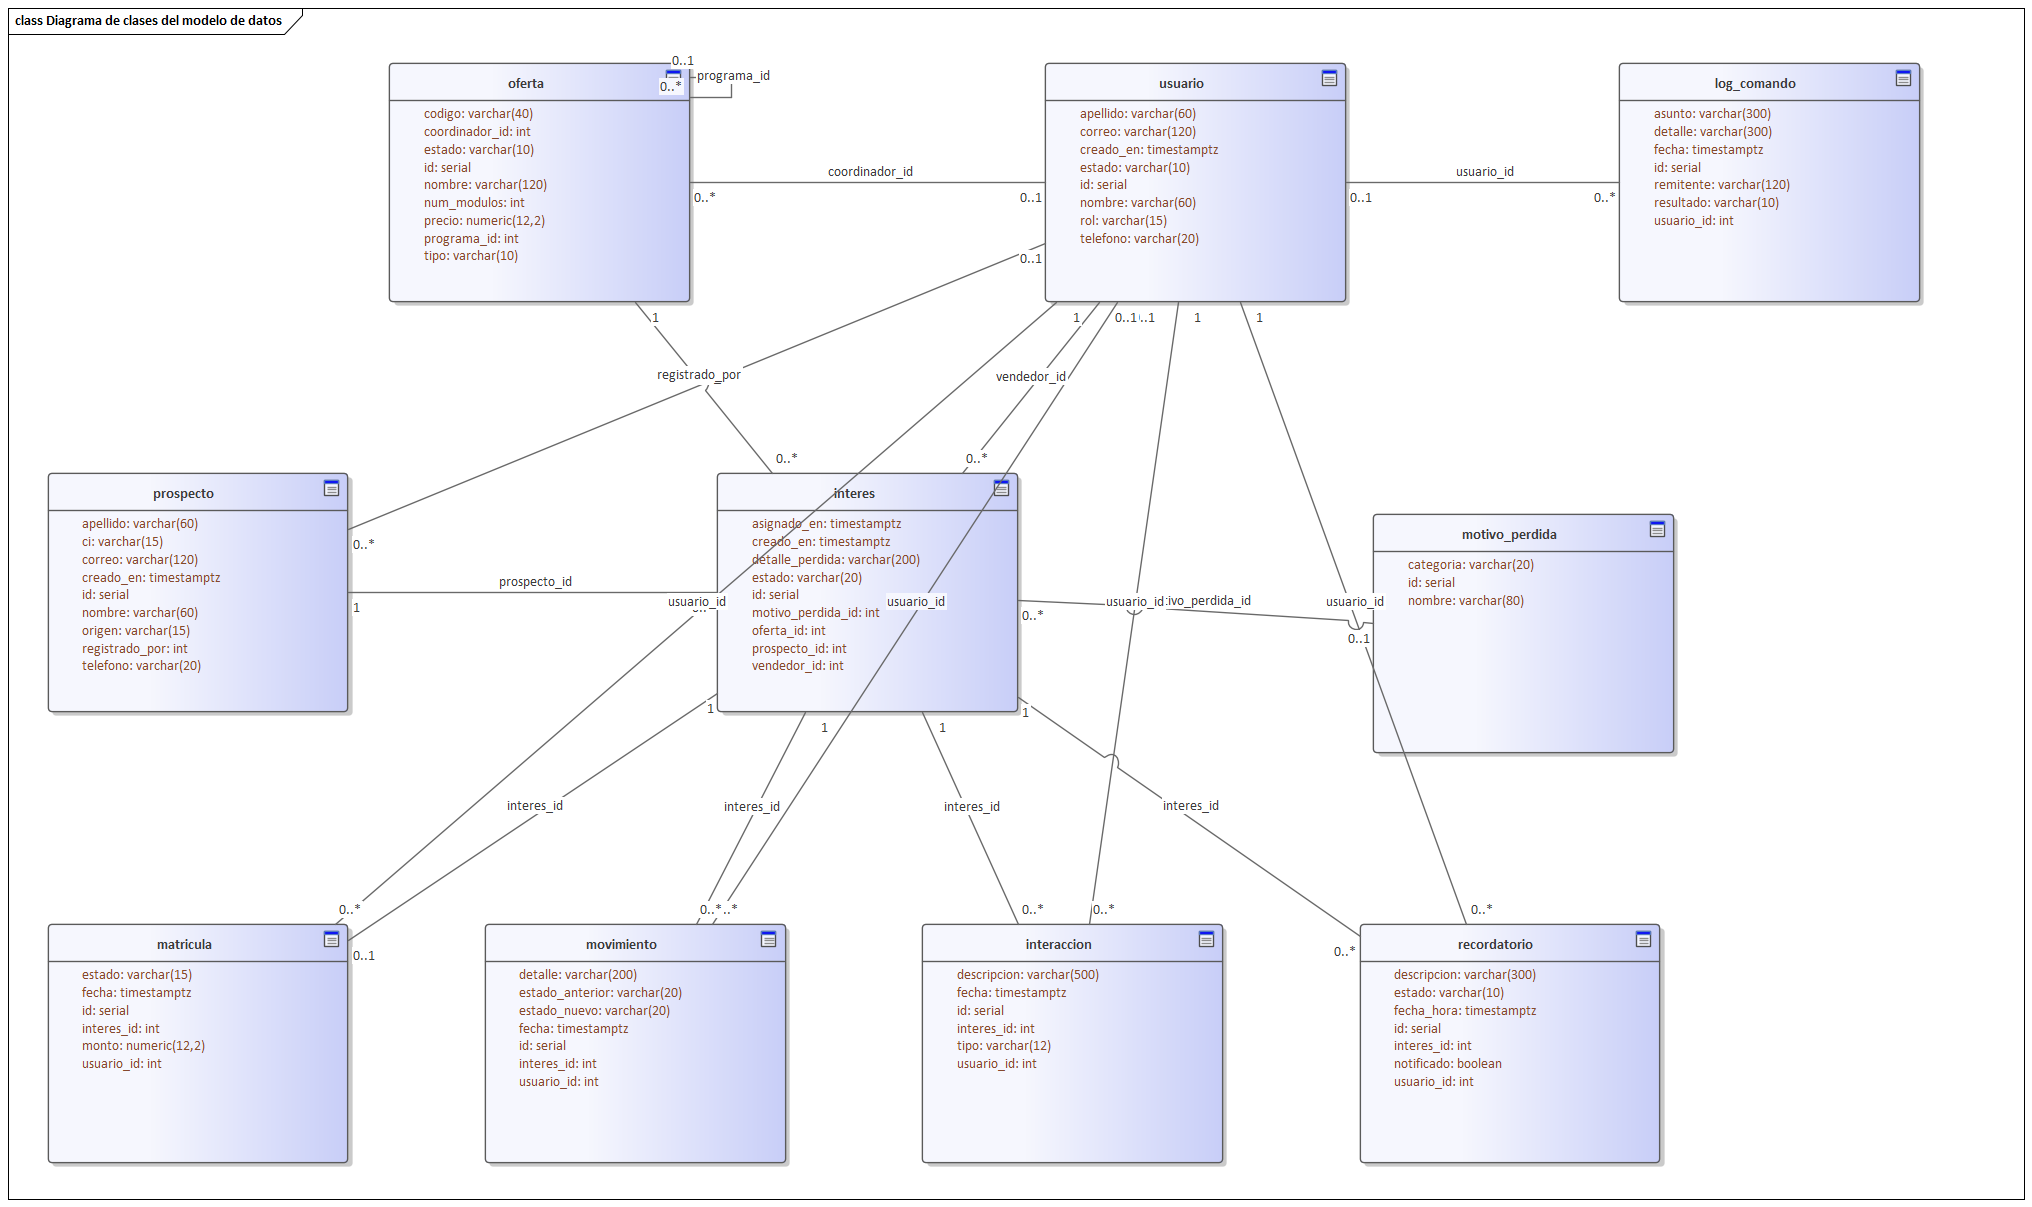 class Diagrama de clases del modelo de datos
0..1
programa_id
0..*
oferta
codigo: varchar(40)
coordinador_id: int
estado: varchar(10)
id: serial
nombre: varchar(120)
num_modulos: int
precio: numeric(12,2)
programa_id: int
tipo: varchar(10)
coordinador_id
0..*
0..1
usuario
apellido: varchar(60)
correo: varchar(120)
creado_en: timestamptz
estado: varchar(10)
id: serial
nombre: varchar(60)
rol: varchar(15)
telefono: varchar(20)
usuario_id
0..1
0..*
log_comando
asunto: varchar(300)
detalle: varchar(300)
fecha: timestamptz
id: serial
remitente: varchar(120)
resultado: varchar(10)
usuario_id: int
0..1
1
1
0..1
..1
1
1
registrado_por
vendedor_id
0..*
0..*
prospecto
apellido: varchar(60)
ci: varchar(15)
correo: varchar(120)
creado_en: timestamptz
id: serial
nombre: varchar(60)
origen: varchar(15)
registrado_por: int
telefono: varchar(20)
0..*
prospecto_id
1
usuario_id
interes
asignado_en: timestamptz
creado_en: timestamptz
detalle_perdida: varchar(200)
estado: varchar(20)
id: serial
motivo_perdida_id: int
oferta_id: int
prospecto_id: int
vendedor_id: int
usuario_id
0..*
usuario_id
ivo_perdida_id
usuario_id
0..1
motivo_perdida
categoria: varchar(20)
id: serial
nombre: varchar(80)
1
1
1
1
interes_id
interes_id
interes_id
interes_id
0..*
0..1
0..*
..*
0..*
0..*
0..*
0..*
matricula
estado: varchar(15)
fecha: timestamptz
id: serial
interes_id: int
monto: numeric(12,2)
usuario_id: int
movimiento
detalle: varchar(200)
estado_anterior: varchar(20)
estado_nuevo: varchar(20)
fecha: timestamptz
id: serial
interes_id: int
usuario_id: int
interaccion
descripcion: varchar(500)
fecha: timestamptz
id: serial
interes_id: int
tipo: varchar(12)
usuario_id: int
recordatorio
descripcion: varchar(300)
estado: varchar(10)
fecha_hora: timestamptz
id: serial
interes_id: int
notificado: boolean
usuario_id: int